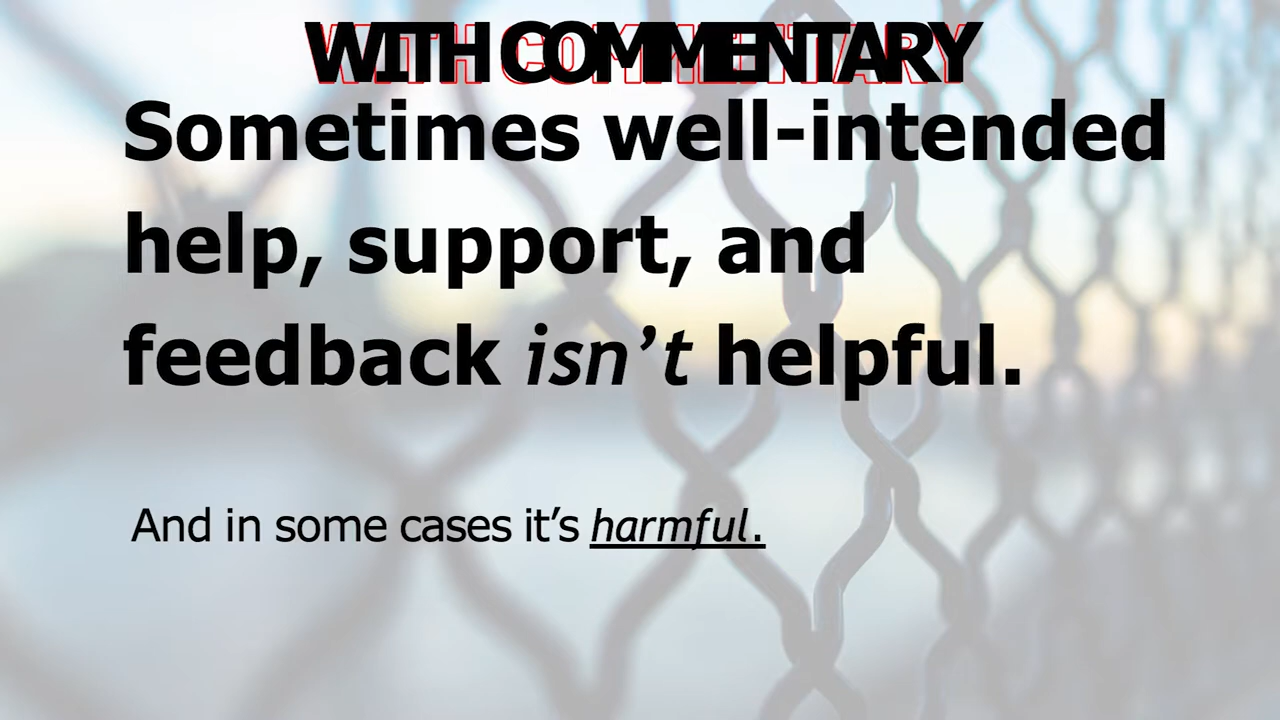 WITH COMMENTARY
Sometimes well-intended
help, support, and
feedback isn’t helpful.
And in some cases it’s harmful.